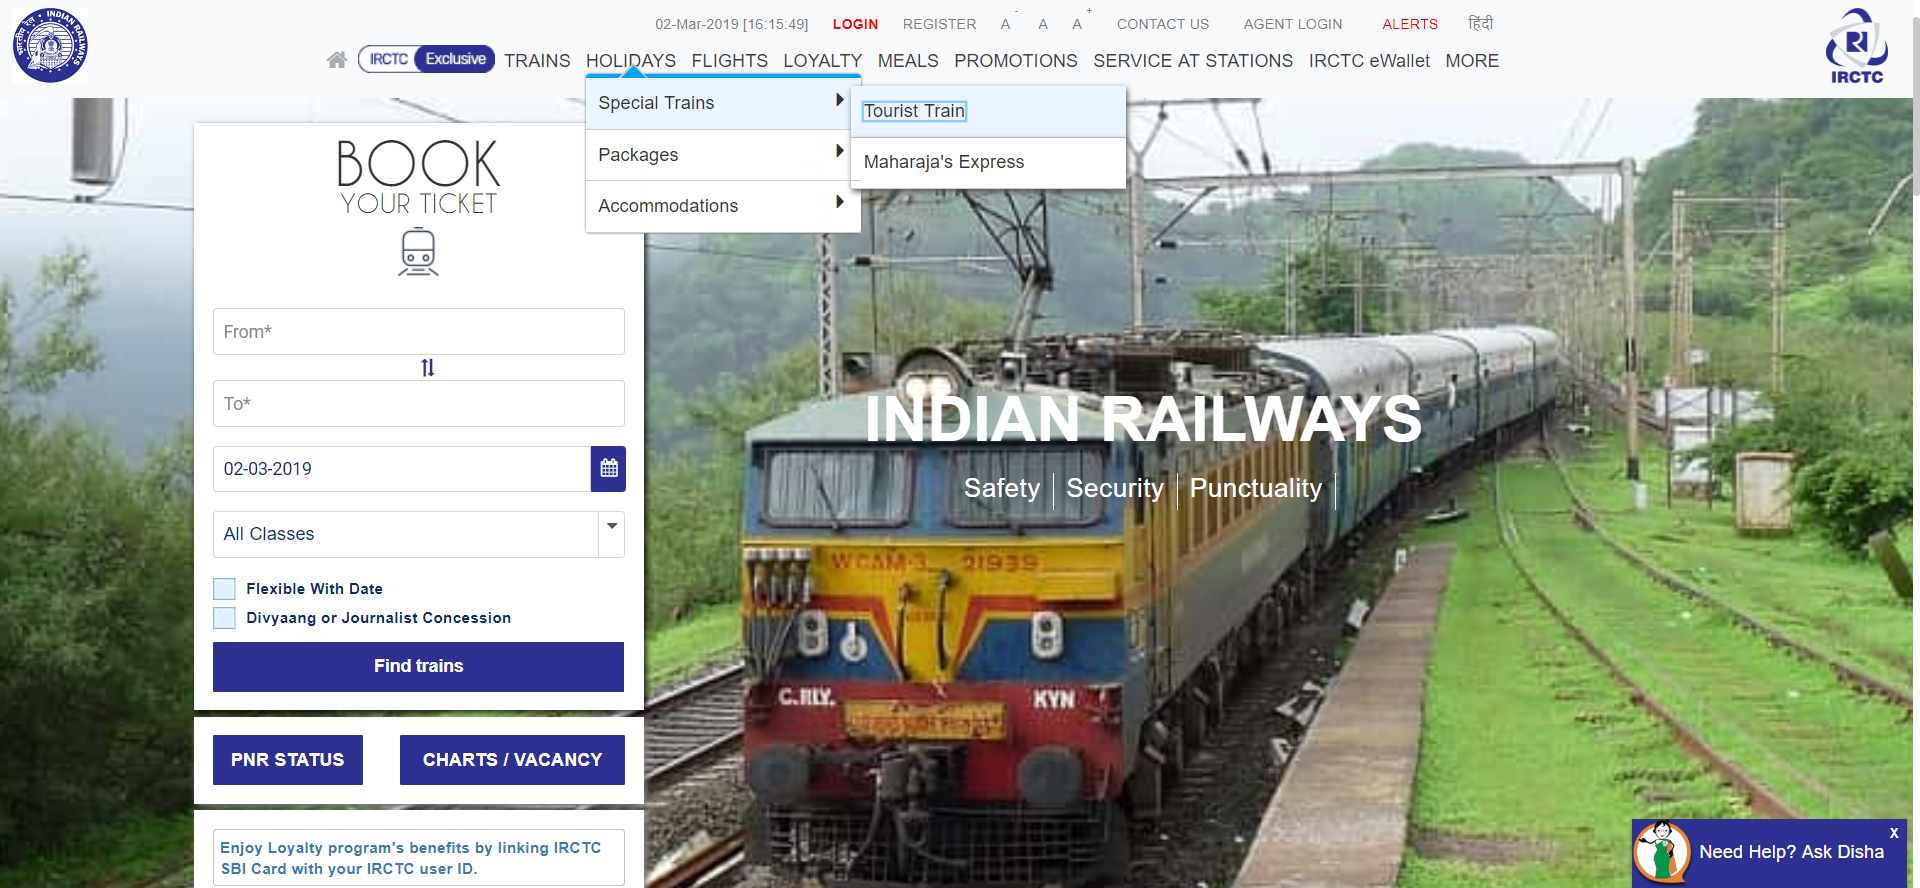 02-Mar-2019 [16:15:49] LOGIN REGISTER A- A A+ CONTACT US AGENT LOGIN ALERTS हिंदी
IRCTC Exclusive TRAINS HOLIDAYS FLIGHTS LOYALTY MEALS PROMOTIONS SERVICE AT STATIONS IRCTC eWallet MORE
INDIAN RAILWAYS
भारतीय रेल
IRCTC
Special Trains
Packages
Accommodations
Tourist Train
Maharaja's Express
BOOK
YOUR TICKET
From*
To*
02-03-2019
All Classes
Flexible With Date
Divyaang or Journalist Concession
Find trains
PNR STATUS
CHARTS / VACANCY
Enjoy Loyalty program's benefits by linking IRCTC
SBI Card with your IRCTC user ID.
INDIAN RAILWAYS
Safety Security Punctuality
WCAM-3 21939
C.RLY. KYN
X
Need Help? Ask Disha